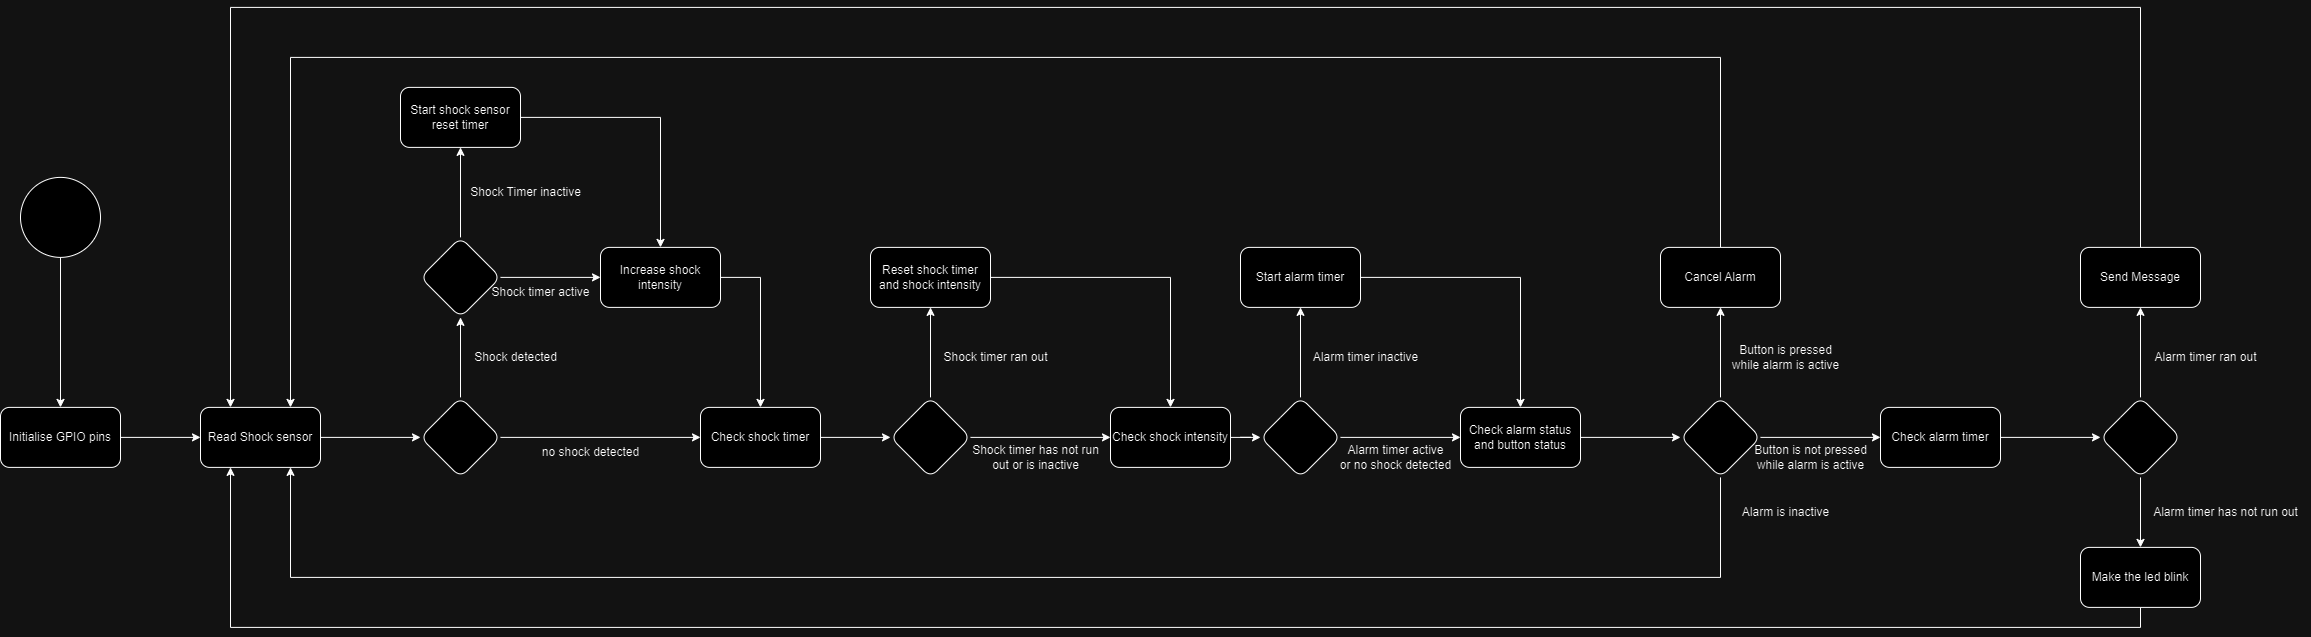 Start shock sensor
reset timer
Shock Timer inactive
Increase shock
intensity
Shock timer active
Shock detected
Reset shock timer
and shock intensity
Shock timer ran out
Start alarm timer
Alarm timer inactive
Cancel Alarm
Button is pressed
while alarm is active
Send Message
Alarm timer ran out
Initialise GPIO pins
Read Shock sensor
no shock detected
Check shock timer
Shock timer has not run
out or is inactive
Check shock intensity
Alarm timer active
or no shock detected
Check alarm status
and button status
Button is not pressed
while alarm is active
Check alarm timer
Alarm is inactive
Alarm timer has not run out
Make the led blink